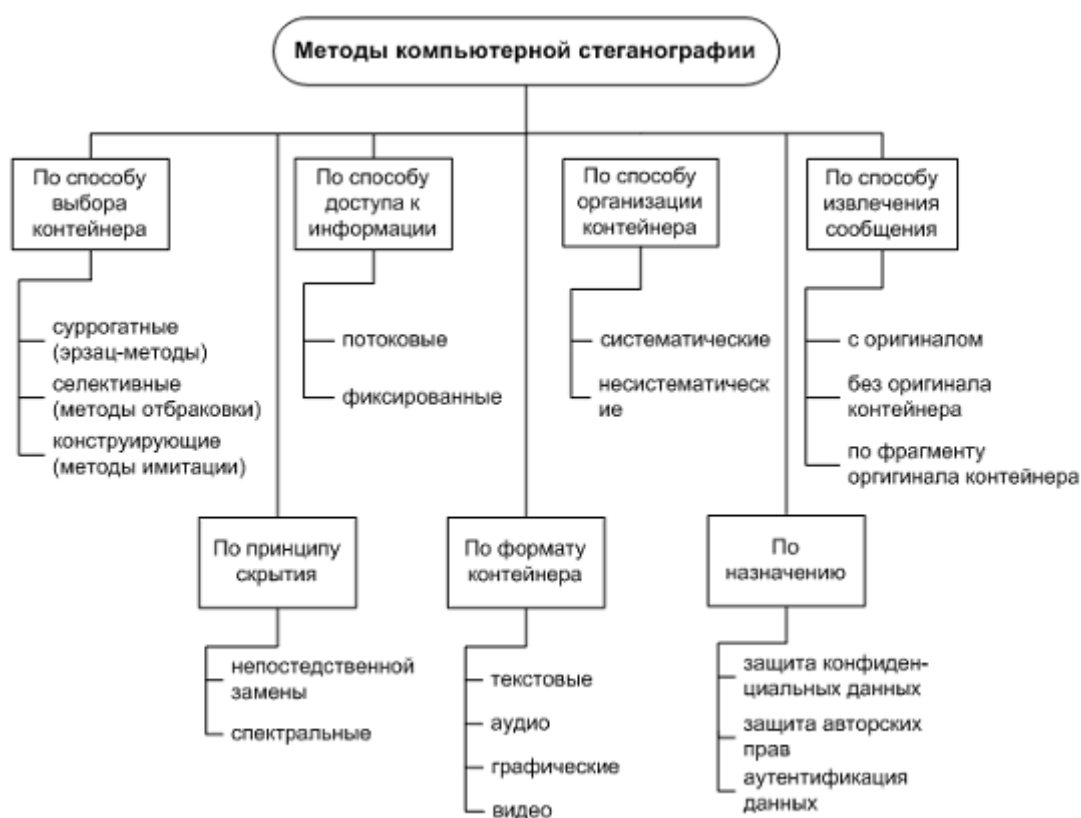 Методы компьютерной стеганографии
По способу
выбора
контейнера
суррогатные
(эрзац-методы)
селективные
(методы отбраковки)
конструирующие
(методы имитации)
По способу
доступа к
информации
потоковые
фиксированные
По способу
организации
контейнера
систематические
несистематическ
ие
По способу
извлечения
сообщения
с оригиналом
без оригинала
контейнера
по фрагменту
оргигинала контейнера
По принципу
скрытия
непостедственной
замены
спектральные
По формату
контейнера
текстовые
аудио
графические
видео
По
назначению
защита конфиден-
циальных данных
защита авторских
прав
аутентификация
данных